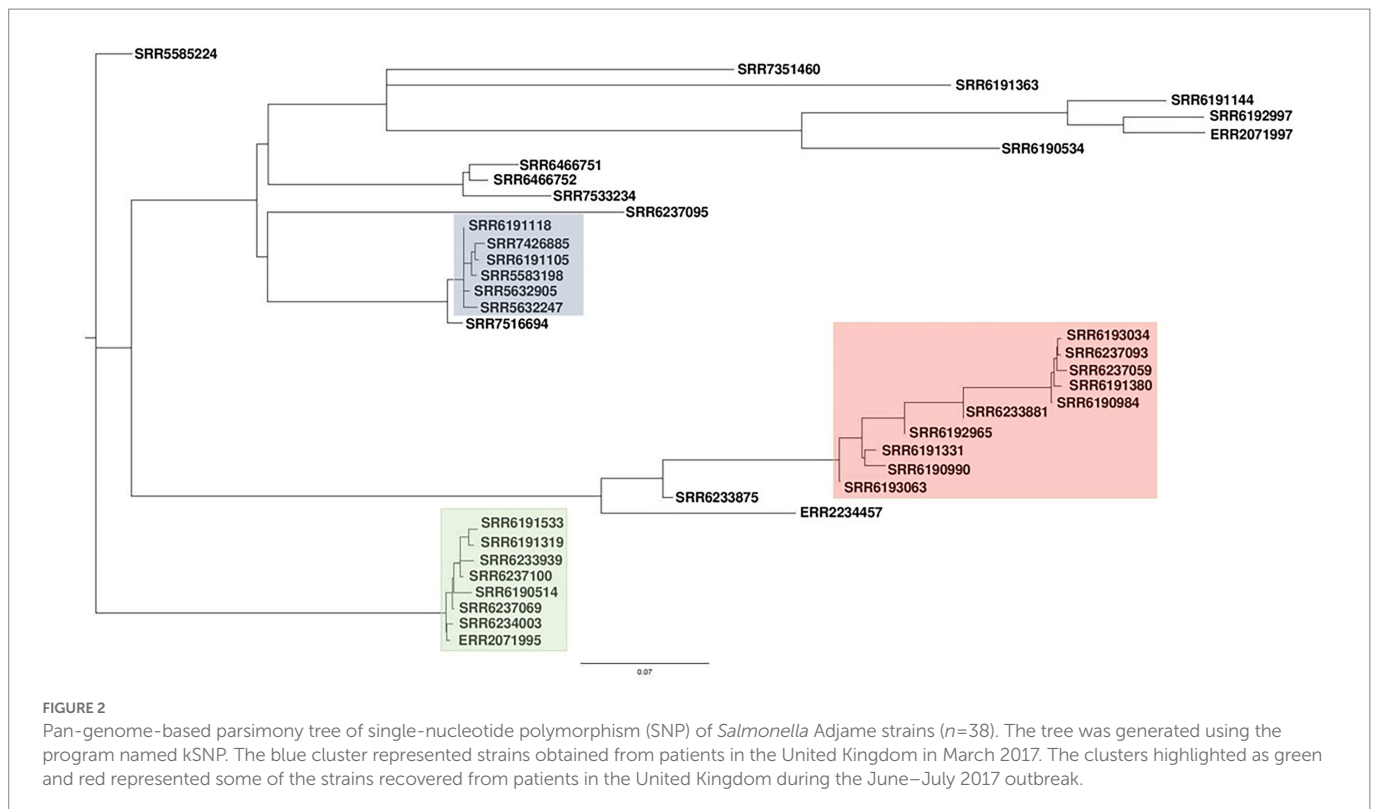 SRR5585224
SRR7351460
SRR6191363
SRR6191144
SRR6192997
ERR2071997
SRR6190534
SRR6466751
SRR6466752
SRR7533234
SRR6237095
SRR6191118
SRR7426885
SRR6191105
SRR5583198
SRR5632905
SRR5632247
SRR7516694
SRR6193034
SRR6237093
SRR6237059
SRR6191380
SRR6190984
SRR6233881
SRR6192965
SRR6191331
SRR6190990
SRR6193063
SRR6233875
ERR2234457
SRR6191533
SRR6191319
SRR6233939
SRR6237100
SRR6190514
SRR6237069
SRR6234003
ERR2071995
0.07
FIGURE 2
Pan-genome-based parsimony tree of single-nucleotide polymorphism (SNP) of Salmonella Adjame strains (n=38). The tree was generated using the
program named kSNP. The blue cluster represented strains obtained from patients in the United Kingdom in March 2017. The clusters highlighted as green
and red represented some of the strains recovered from patients in the United Kingdom during the June–July 2017 outbreak.